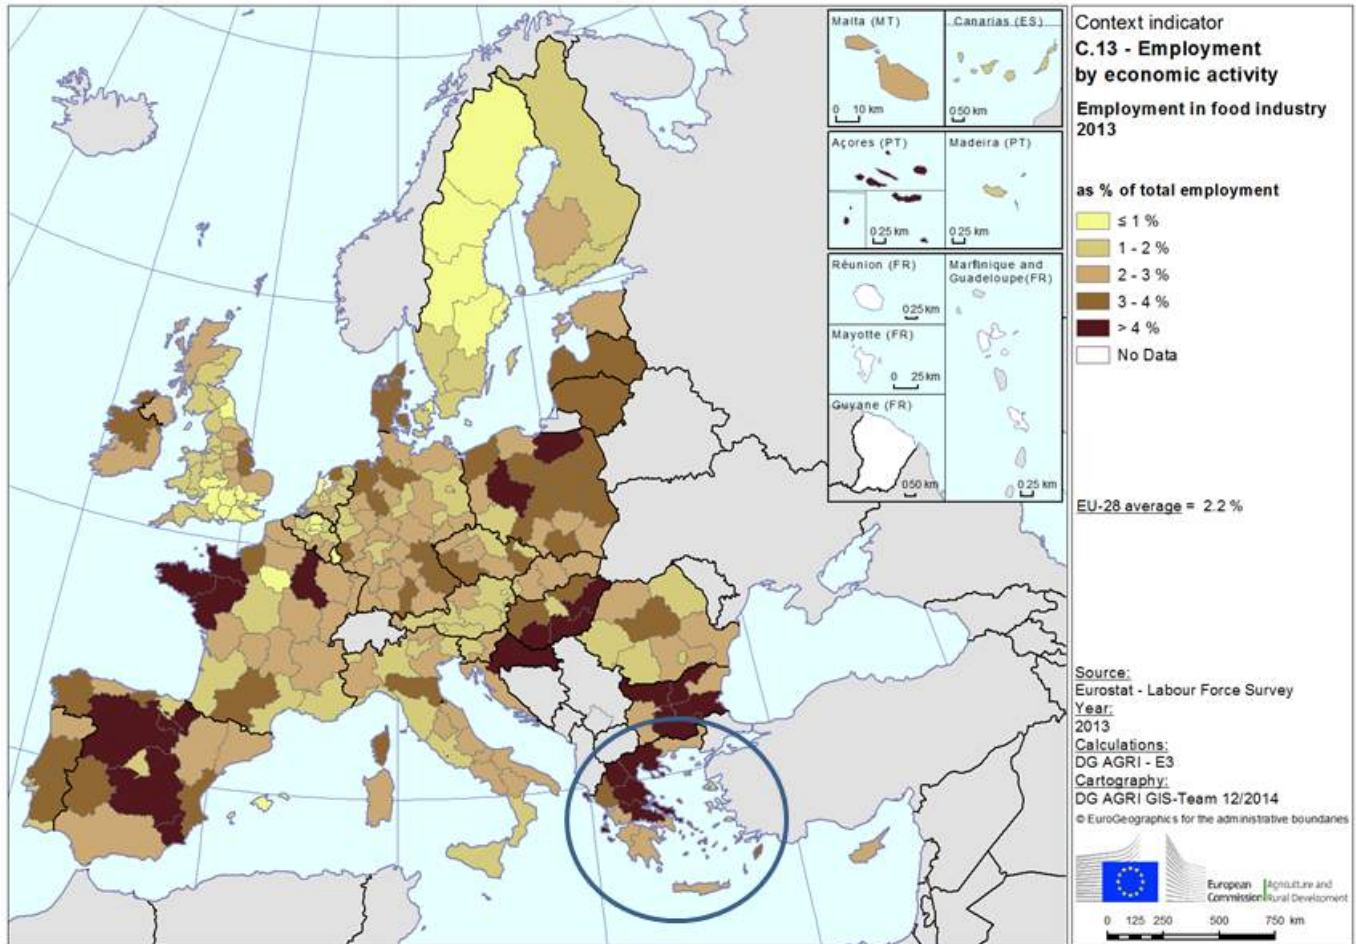 Malta (MT)
0 10 km
Canarias (ES)
0 50 km
Açores (PT)
0 25 km
Madeira (PT)
0 25 km
Réunion (FR)
0 25 km
Martinique and
Guadeloupe(FR)
0 25 km
Mayotte (FR)
0 25 km
Guyane (FR)
0 50 km
Context indicator
C.13 - Employment
by economic activity
Employment in food industry
2013
as % of total employment
≤ 1 %
1 - 2 %
2 - 3 %
3 - 4 %
> 4 %
No Data
EU-28 average = 2.2 %
Source:
Eurostat - Labour Force Survey
Year:
2013
Calculations:
DG AGRI - E3
Cartography:
DG AGRI GIS-Team 12/2014
© EuroGeographics for the administrative boundaries
European
Commission
Agriculture and
Rural Development
0 125 250 500 750 km